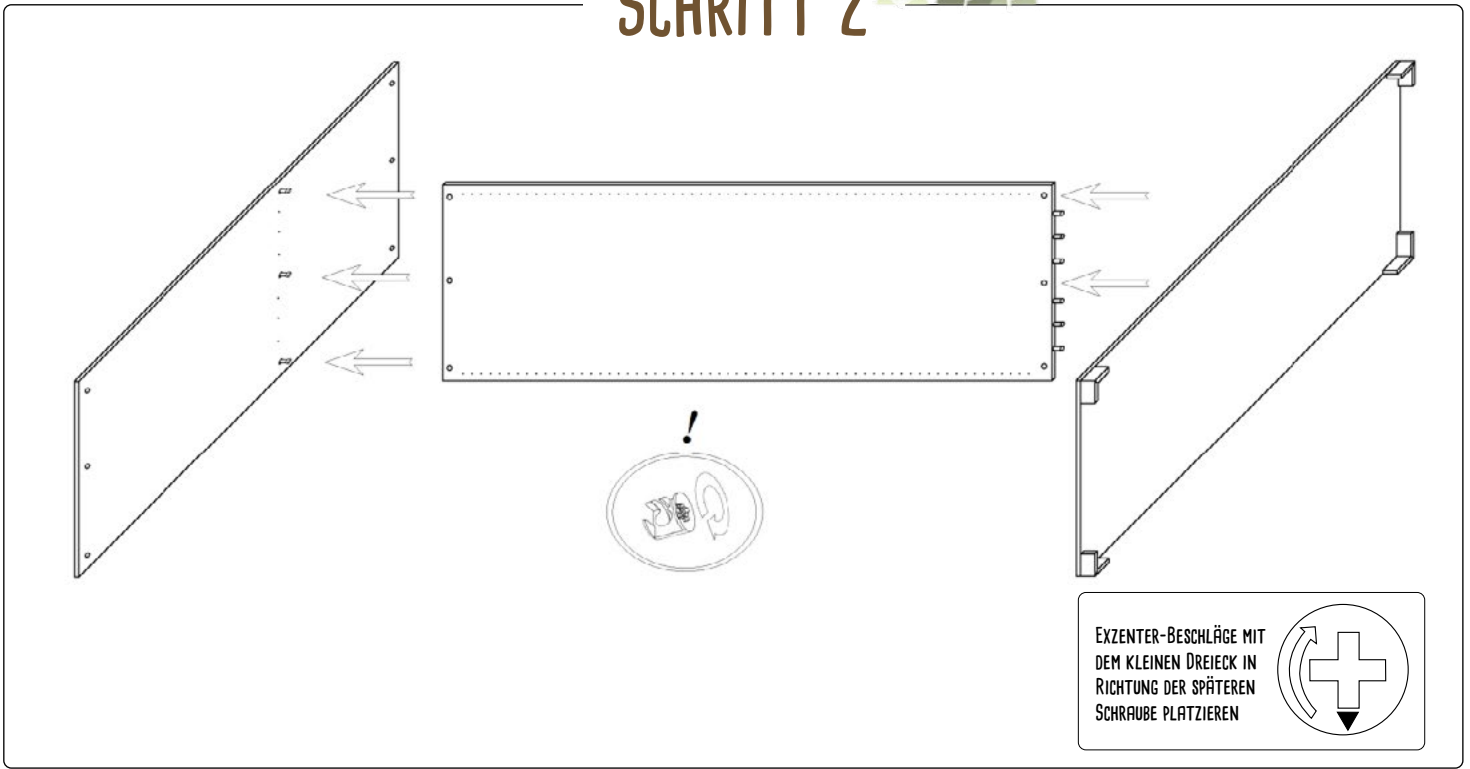 SCHRITT 2
!
EXZENTER-BESCHLÄGE MIT
DEM KLEINEN DREIECK IN
RICHTUNG DER SPÄTEREN
SCHRAUBE PLATZIEREN